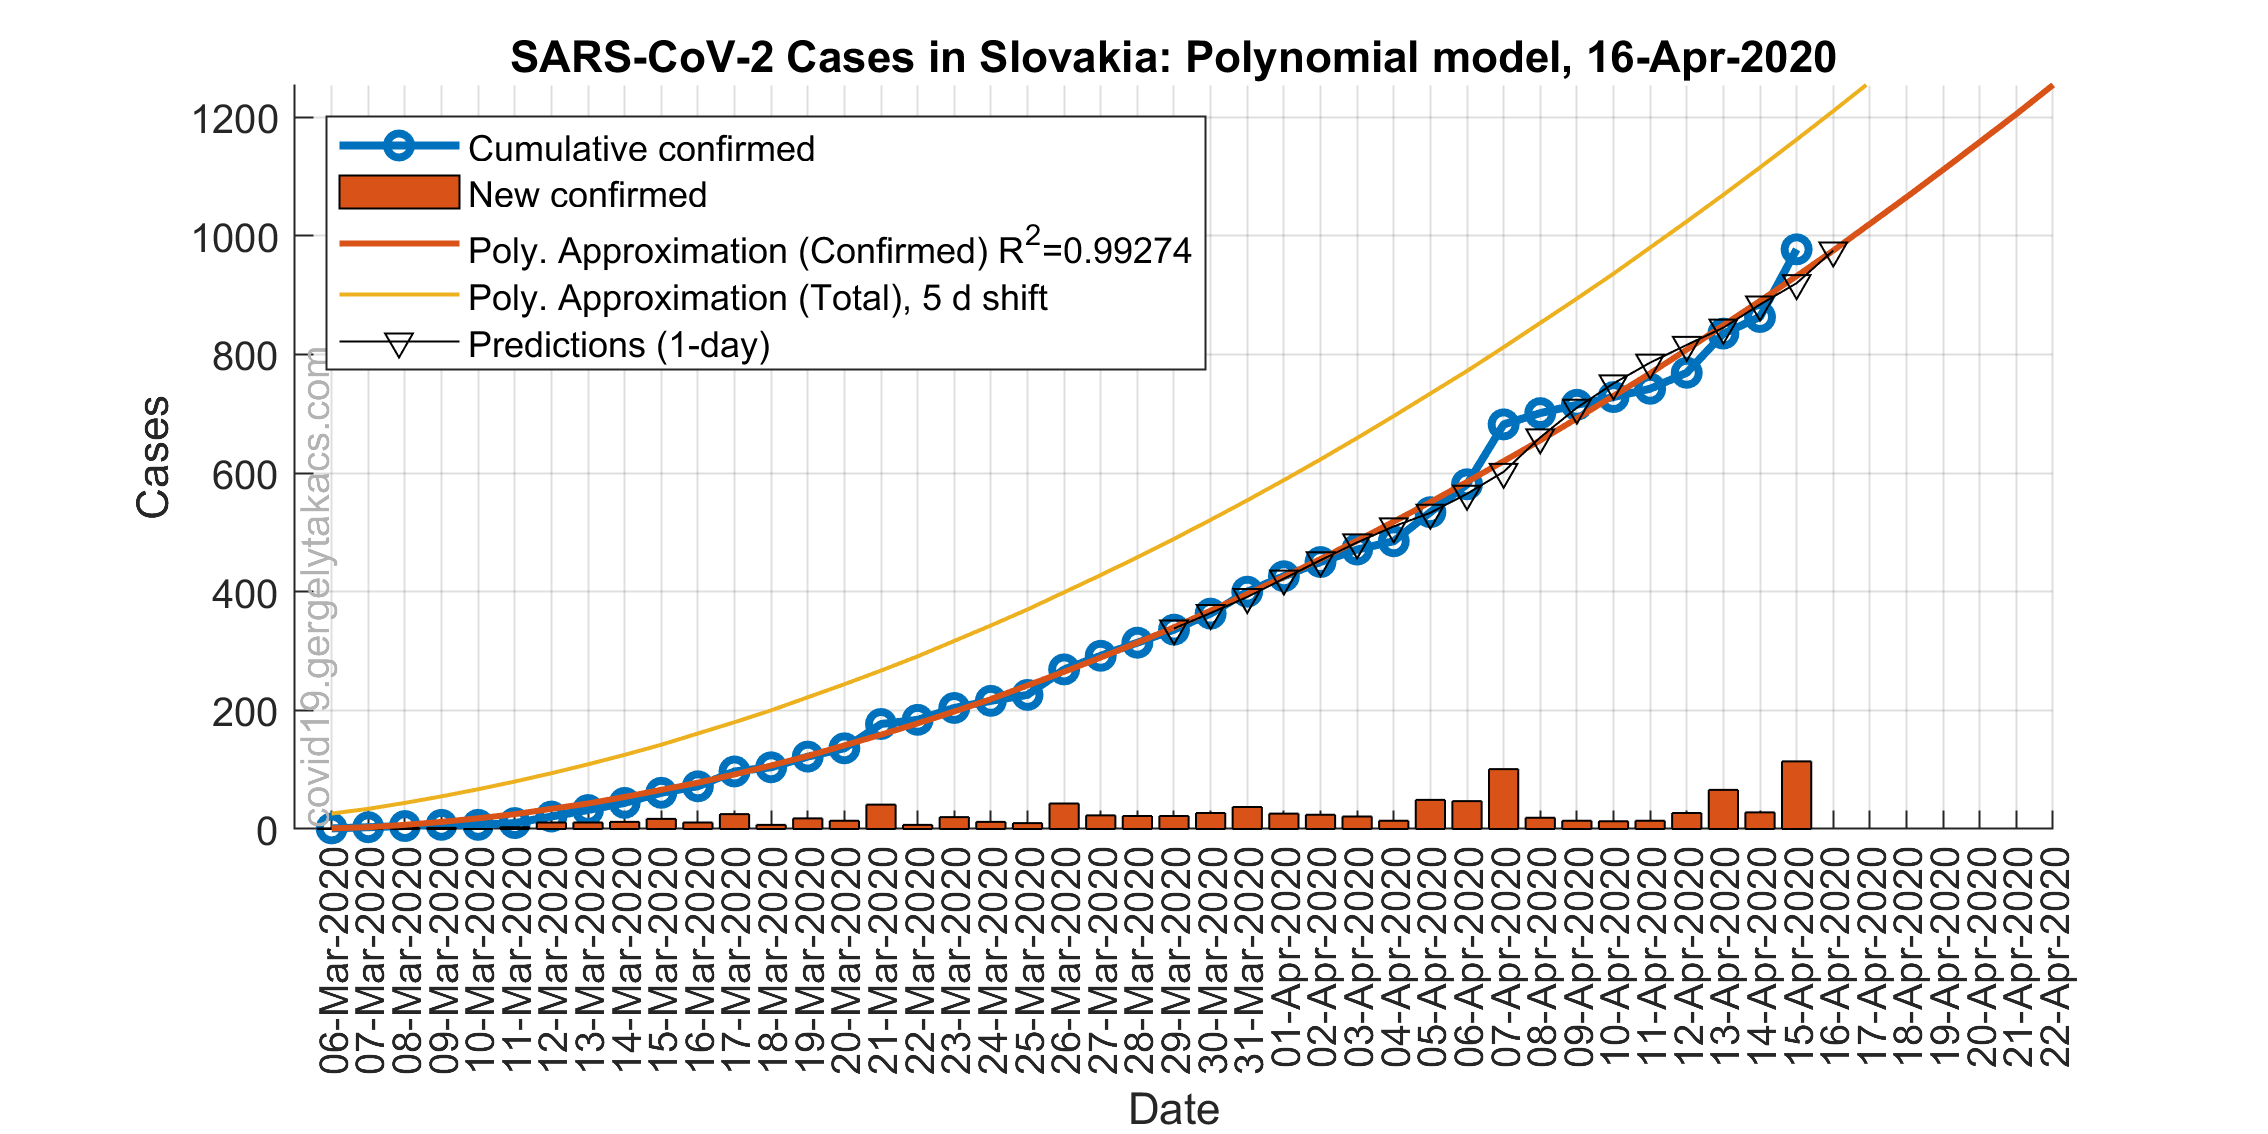 SARS-CoV-2 Cases in Slovakia: Polynomial model, 16-Apr-2020
Cumulative confirmed
New confirmed
Poly. Approximation (Confirmed) R²=0.99274
Poly. Approximation (Total), 5 d shift
Predictions (1-day)
Cases
1200
1000
800
600
400
200
0
covid19.gergelytakacs.com
06-Mar-2020
07-Mar-2020
08-Mar-2020
09-Mar-2020
10-Mar-2020
11-Mar-2020
12-Mar-2020
13-Mar-2020
14-Mar-2020
15-Mar-2020
16-Mar-2020
17-Mar-2020
18-Mar-2020
19-Mar-2020
20-Mar-2020
21-Mar-2020
22-Mar-2020
23-Mar-2020
24-Mar-2020
25-Mar-2020
26-Mar-2020
27-Mar-2020
28-Mar-2020
29-Mar-2020
30-Mar-2020
31-Mar-2020
01-Apr-2020
02-Apr-2020
03-Apr-2020
04-Apr-2020
05-Apr-2020
06-Apr-2020
07-Apr-2020
08-Apr-2020
09-Apr-2020
10-Apr-2020
11-Apr-2020
12-Apr-2020
13-Apr-2020
14-Apr-2020
15-Apr-2020
16-Apr-2020
17-Apr-2020
18-Apr-2020
19-Apr-2020
20-Apr-2020
21-Apr-2020
22-Apr-2020
Date